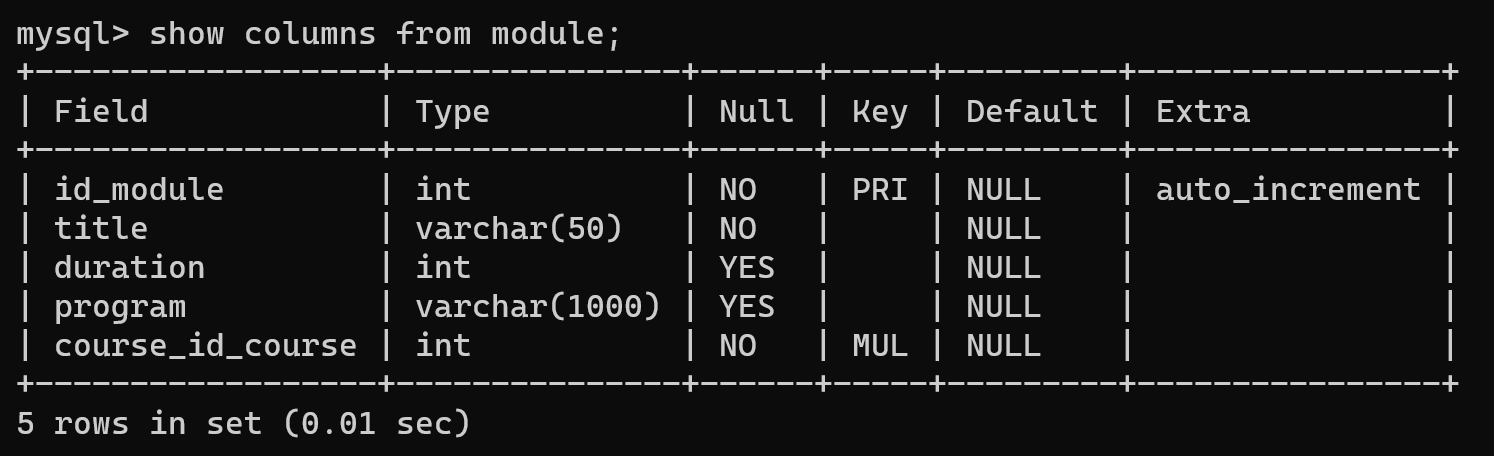 mysql> show columns from module;
+------------------+---------------+------+-----+---------+----------------+
| Field            | Type          | Null | Key | Default | Extra          |
+------------------+---------------+------+-----+---------+----------------+
| id_module        | int           | NO   | PRI | NULL    | auto_increment |
| title            | varchar(50)   | NO   |     | NULL    |                |
| duration         | int           | YES  |     | NULL    |                |
| program          | varchar(1000) | YES  |     | NULL    |                |
| course_id_course | int           | NO   | MUL | NULL    |                |
+------------------+---------------+------+-----+---------+----------------+
5 rows in set (0.01 sec)